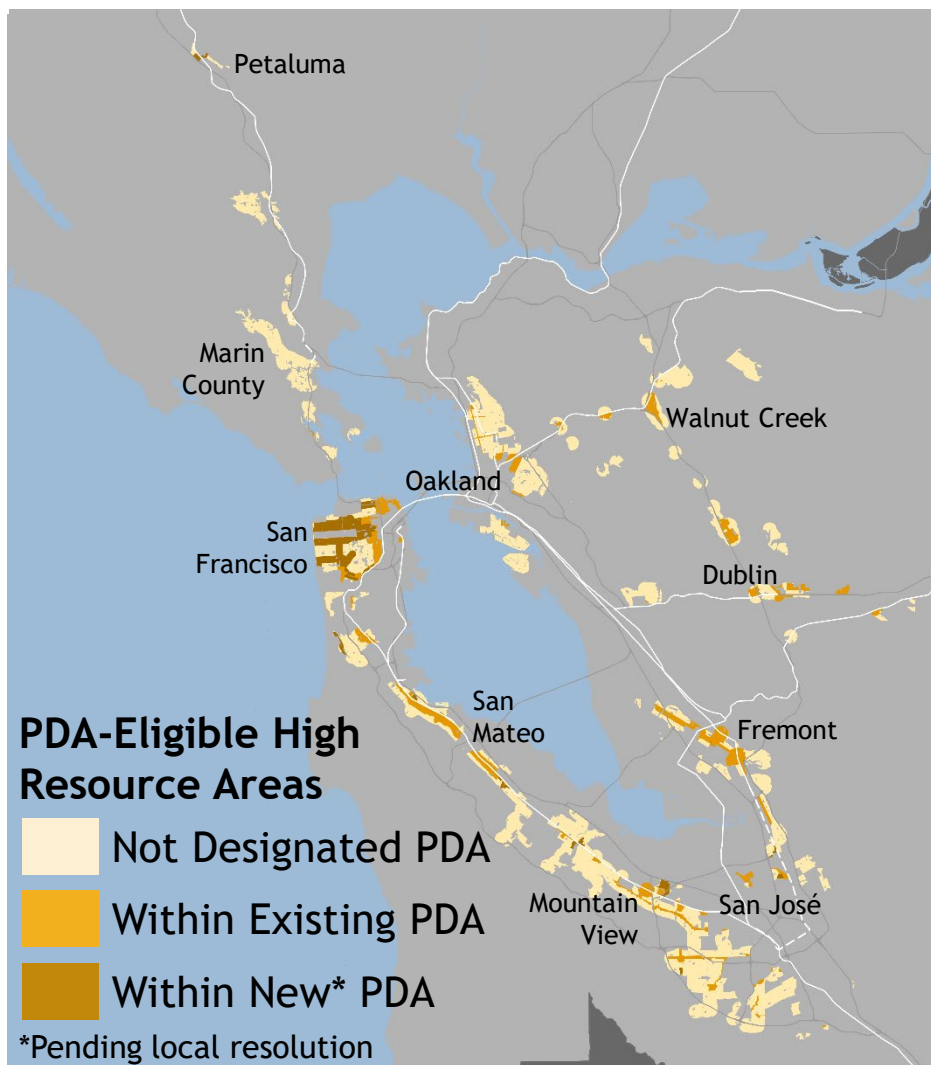 Petaluma
Marin
County
Walnut Creek
Oakland
San
Francisco
Dublin
San
Mateo
Fremont
PDA-Eligible High
Resource Areas
Not Designated PDA
Within Existing PDA
Within New* PDA
*Pending local resolution
Mountain
View
San José